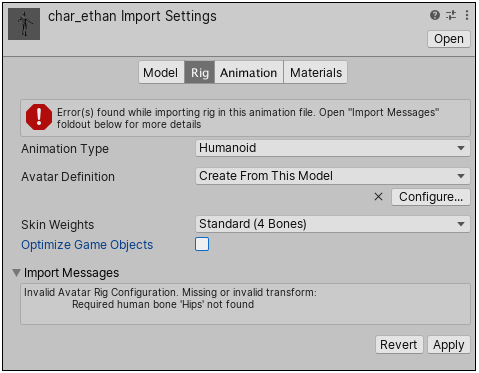 char_ethan Import Settings
Open
Model Rig Animation Materials
Error(s) found while importing rig in this animation file. Open "Import Messages"
foldout below for more details
Animation Type Humanoid
Avatar Definition Create From This Model
Configure...
Skin Weights Standard (4 Bones)
Optimize Game Objects
Import Messages
Invalid Avatar Rig Configuration. Missing or invalid transform:
Required human bone 'Hips' not found
Revert Apply